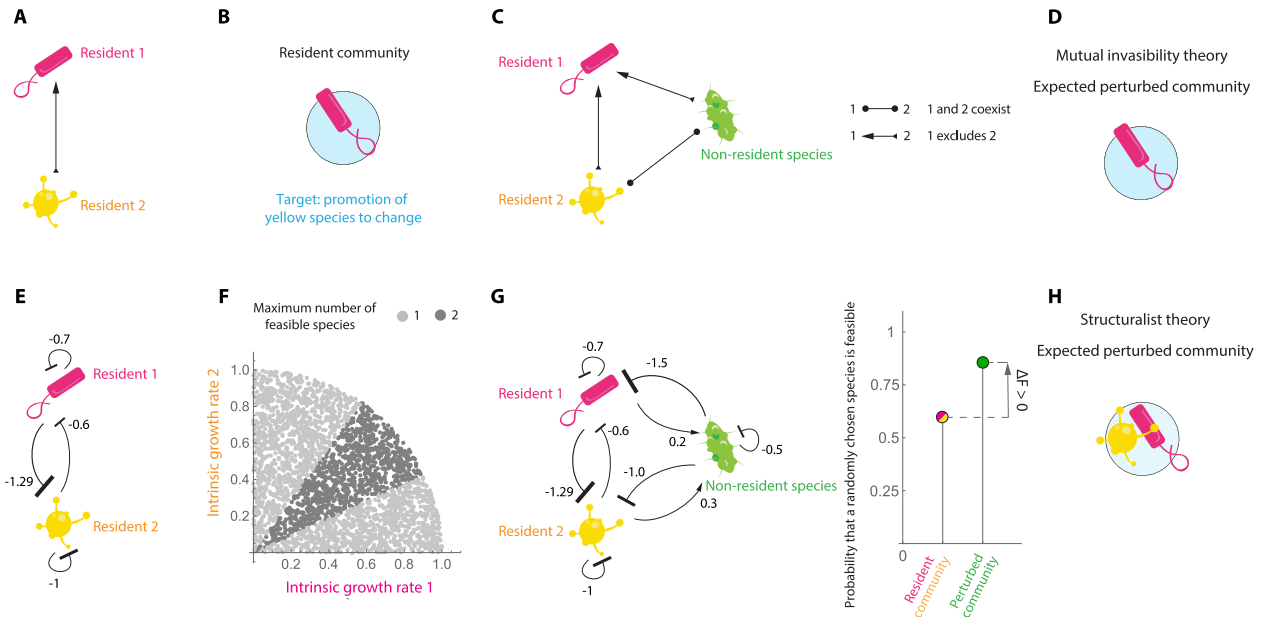 A
Resident 1
Resident 2
B
Resident community
Target: promotion of
yellow species to change
C
Resident 1
Non-resident species
Resident 2
1 2 1 and 2 coexist
1 2 1 excludes 2
D
Mutual invasibility theory
Expected perturbed community
E
-0.7
Resident 1
-0.6
-1.29
Resident 2
-1
F
Maximum number of
feasible species
1 2
Intrinsic growth rate 2
1.0
0.8
0.6
0.4
0.2
0.2 0.4 0.6 0.8 1.0
Intrinsic growth rate 1
G
-0.7
-1.5
Resident 1
-0.6
0.2
-0.5
-1.0
Non-resident species
-1.29
0.3
Resident 2
-1
Probability that a randomly chosen species is feasible
1
0.75
0.5
0.25
0
ΔF > 0
Resident
community
Perturbed
community
H
Structuralist theory
Expected perturbed community